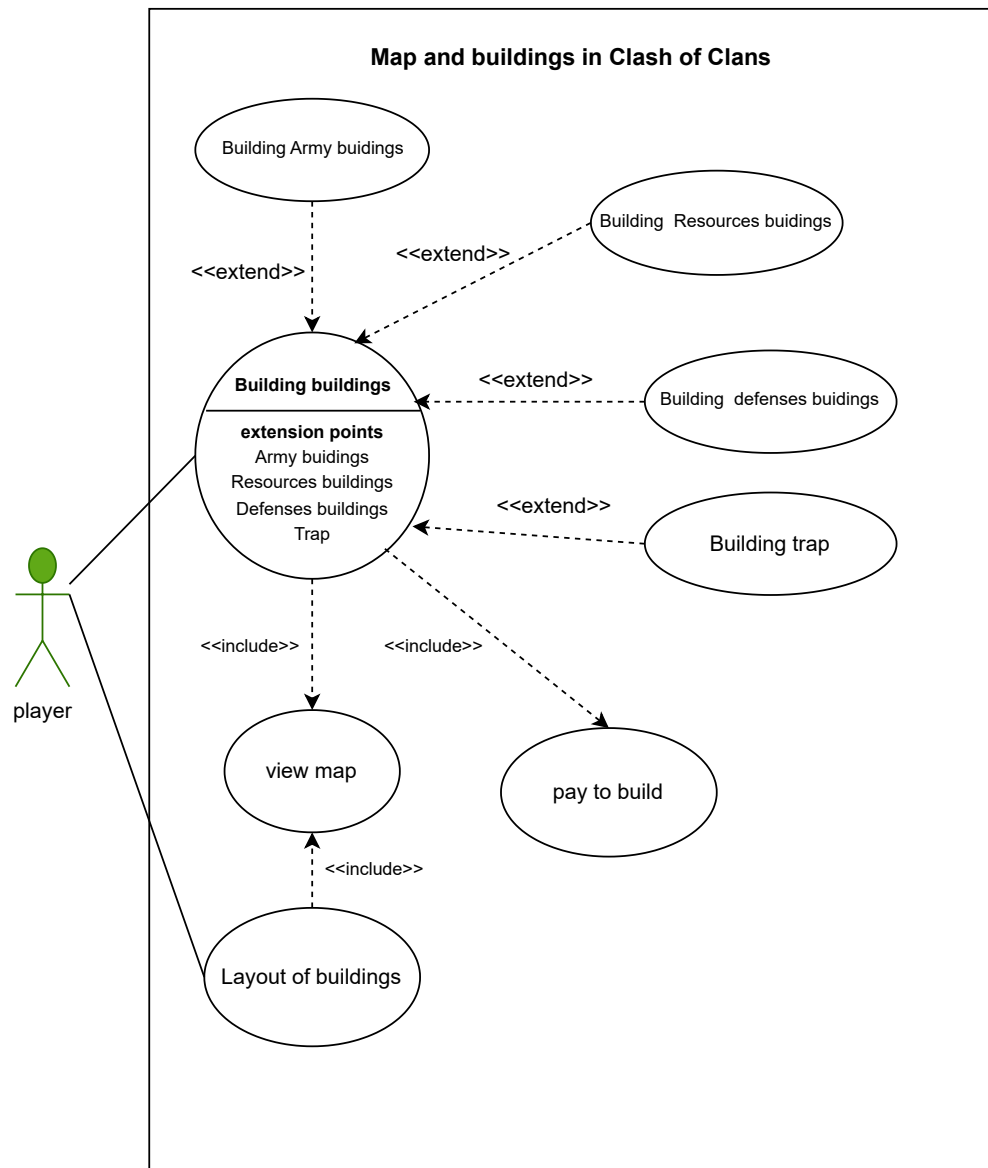 Map and buildings in Clash of Clans
Building Army buidings
Building Resources buidings
<<extend>>
<<extend>>
Building buildings
extension points
Army buidings
Resources buildings
Defenses buildings
Trap
<<extend>>
Building defenses buidings
<<extend>>
Building trap
player
<<include>>
<<include>>
view map
pay to build
<<include>>
Layout of buildings